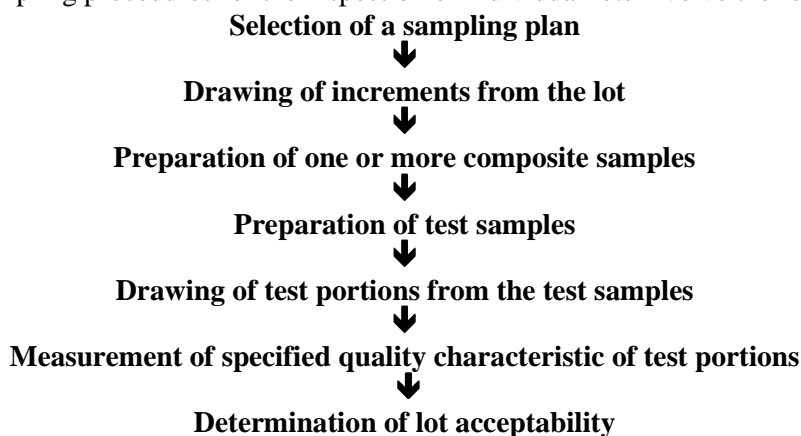 Selection of a sampling plan
Drawing of increments from the lot
Preparation of one or more composite samples
Preparation of test samples
Drawing of test portions from the test samples
Measurement of specified quality characteristic of test portions
Determination of lot acceptability